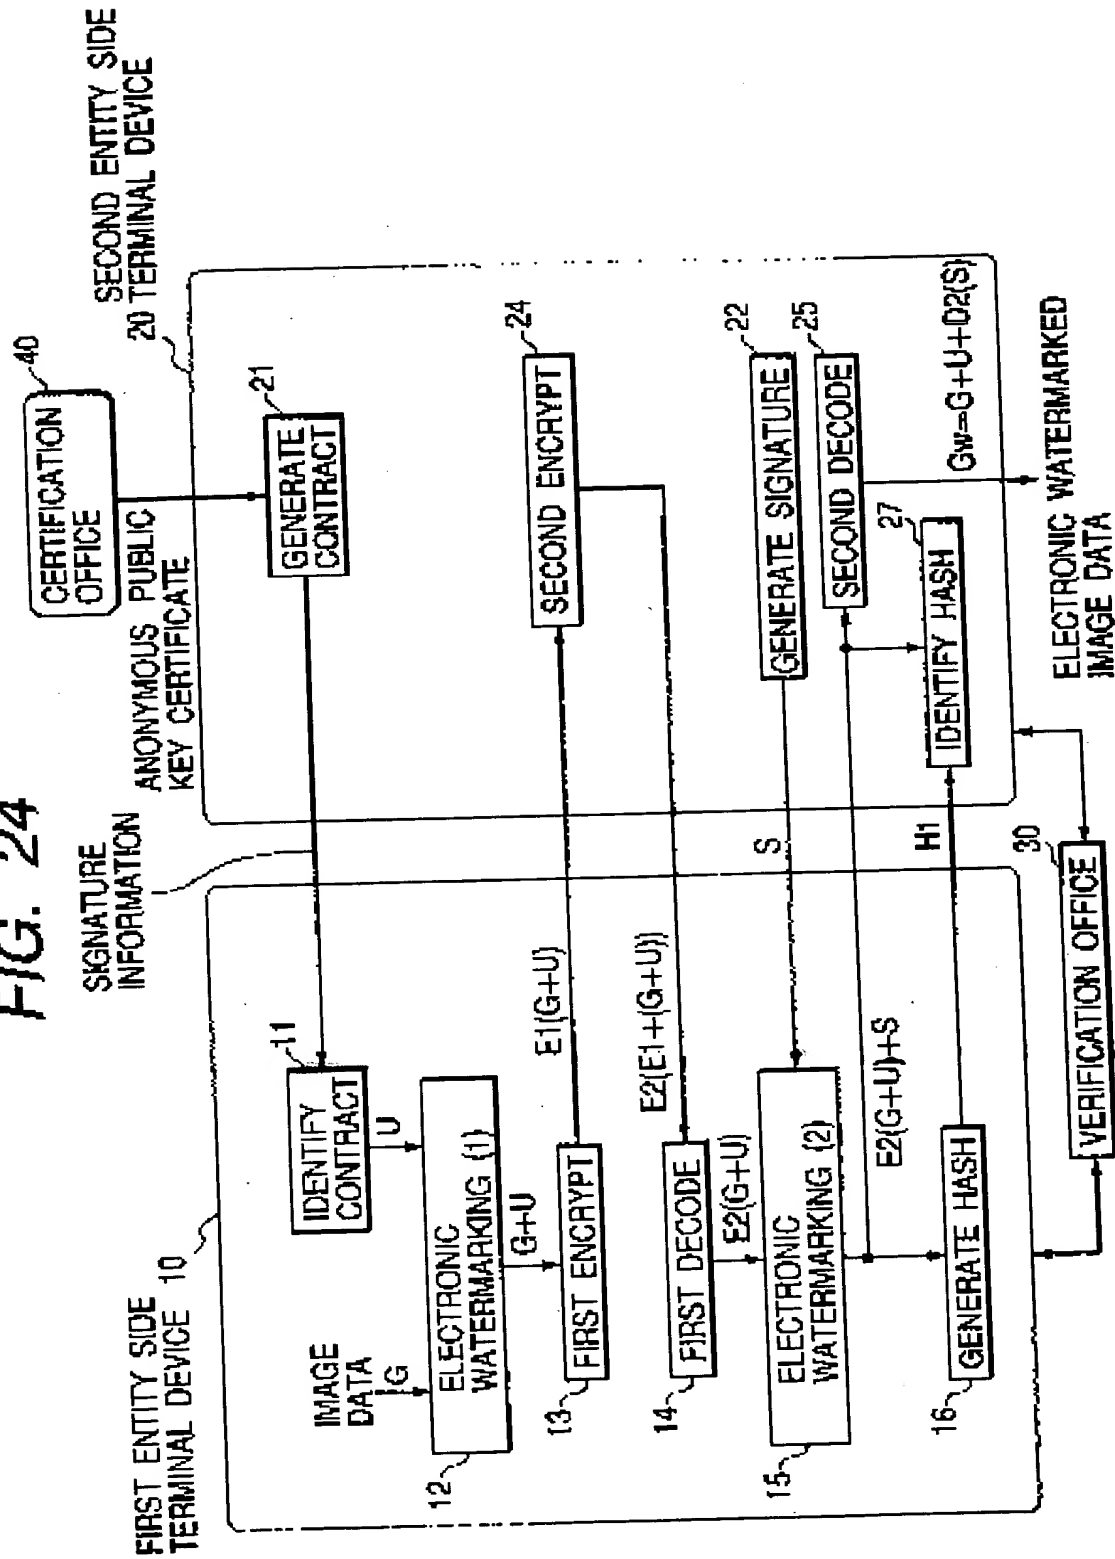 FIG. 24
FIRST ENTITY SIDE
TERMINAL DEVICE 10
SIGNATURE
INFORMATION
ANONYMOUS PUBLIC
KEY CERTIFICATE
CERTIFICATION
OFFICE
40
SECOND ENTITY SIDE
20 TERMINAL DEVICE
IDENTIFY
CONTRACT
11
GENERATE
CONTRACT
21
IMAGE
DATA
G
U
ELECTRONIC
WATERMARKING (1)
12
G+U
FIRST ENCRYPT
13
E1(G+U)
SECOND ENCRYPT
24
FIRST DECODE
14
E2(E1+(G+U))
E2(G+U)
ELECTRONIC
WATERMARKING (2)
15
S
GENERATE SIGNATURE
22
E2(G+U)+S
SECOND DECODE
25
GENERATE HASH
16
H1
IDENTIFY HASH
27
Gw=G+U+D2(S)
VERIFICATION OFFICE
30
ELECTRONIC WATERMARKED
IMAGE DATA